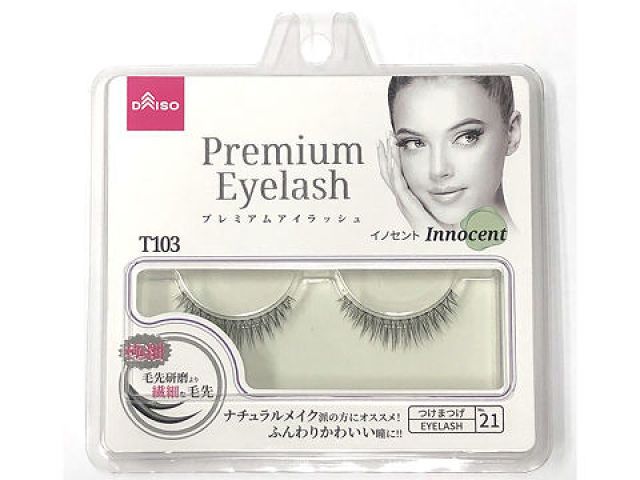 DAISO
Premium
Eyelash
プレミアムアイラッシュ
イノセント Innocent
T103
極細
毛先研磨より
繊細な毛先
ナチュラルメイク派の方にオススメ!
ふんわりかわいい瞳に!!
つけまつげ
EYELASH
No. 21